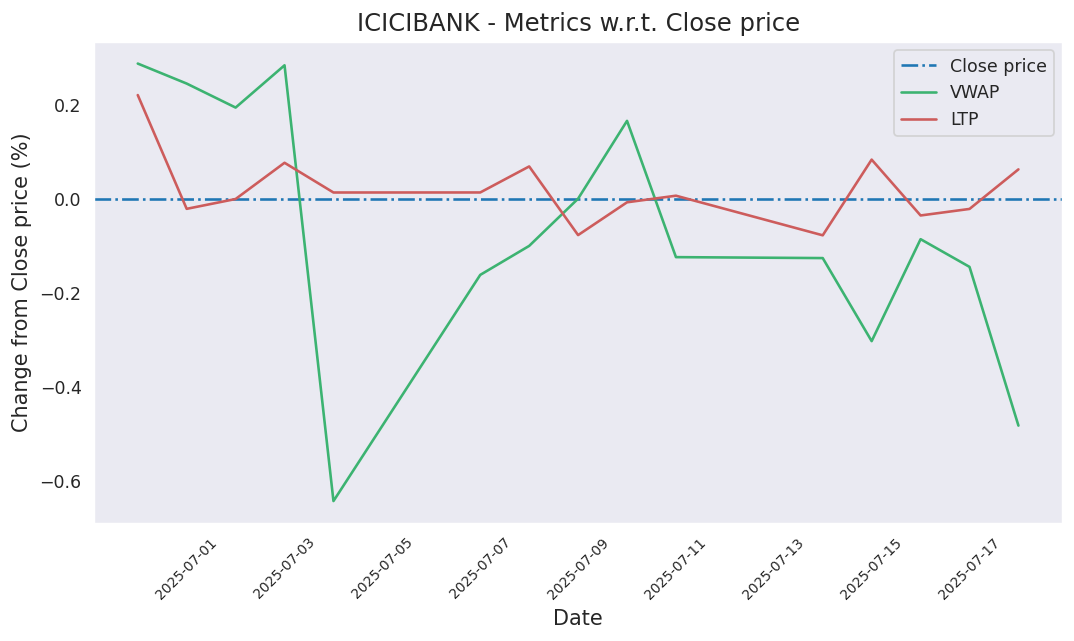 ICICIBANK - Metrics w.r.t. Close price
Close price
VWAP
LTP
Change from Close price (%)
0.2
0.0
−0.2
−0.4
−0.6
2025-07-01
2025-07-03
2025-07-05
2025-07-07
2025-07-09
2025-07-11
2025-07-13
2025-07-15
2025-07-17
Date